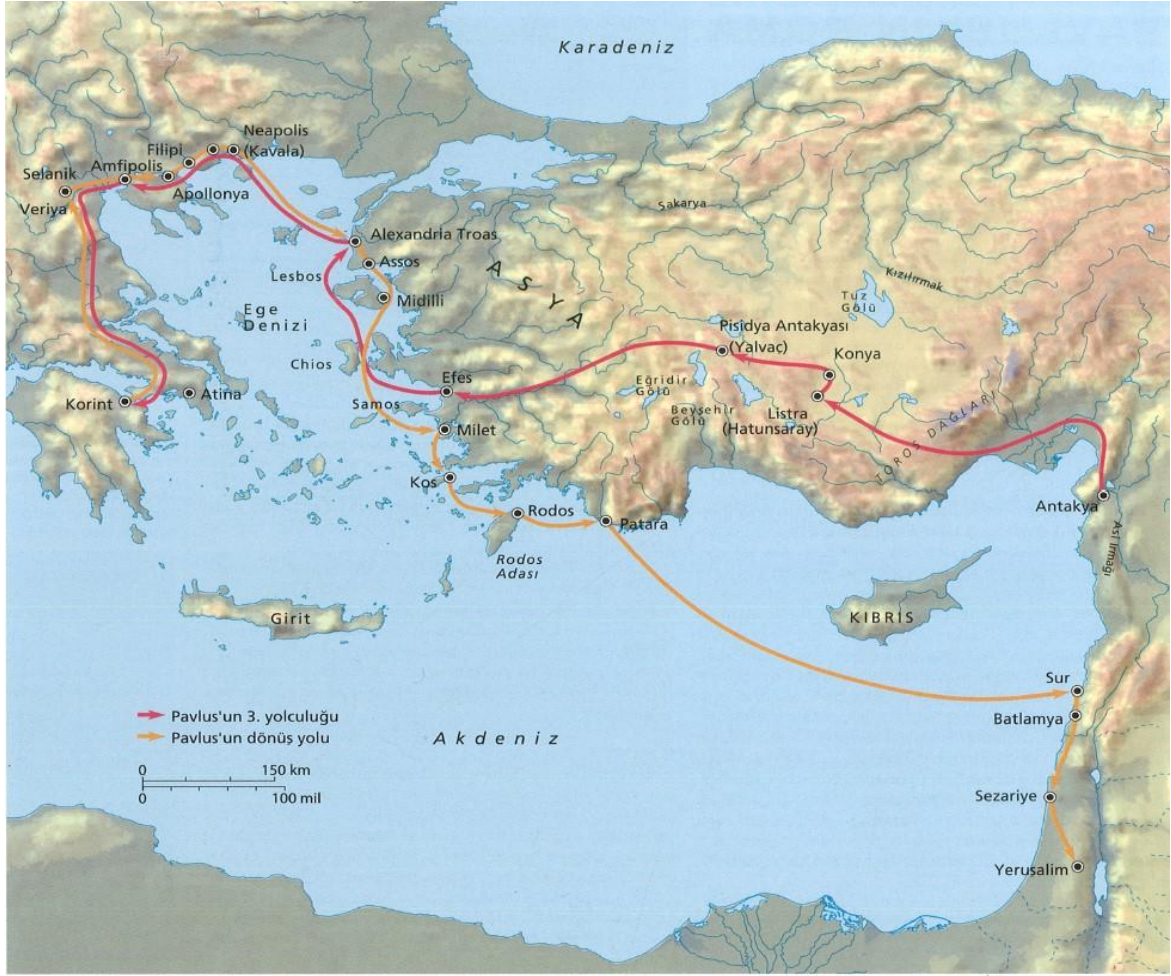 Karadeniz
Neapolis
(Kavala)
Filipi
Amfipolis
Selanik
Apollonya
Veriya
Sakarya
Alexandria Troas
Assos
Lesbos
ASYA
Kızılırmak
Midilli
Tuz
Gölü
Ege
Denizi
Pisidya Antakyası
(Yalvaç)
Konya
Chios
Efes
Eğridir
Gölü
Atina
Korint
Samos
Beyşehir
Gölü
Listra
(Hatunsaray)
TOROS DAĞLARI
Milet
Kos
Antakya
Rodos
Patara
Asi Irmağı
Rodos
Adası
Girit
KIBRIS
Sur
Batlamya
Pavlus'un 3. yolculuğu
Pavlus'un dönüş yolu
Akdeniz
0 150 km
0 100 mil
Sezariye
Yerusalim